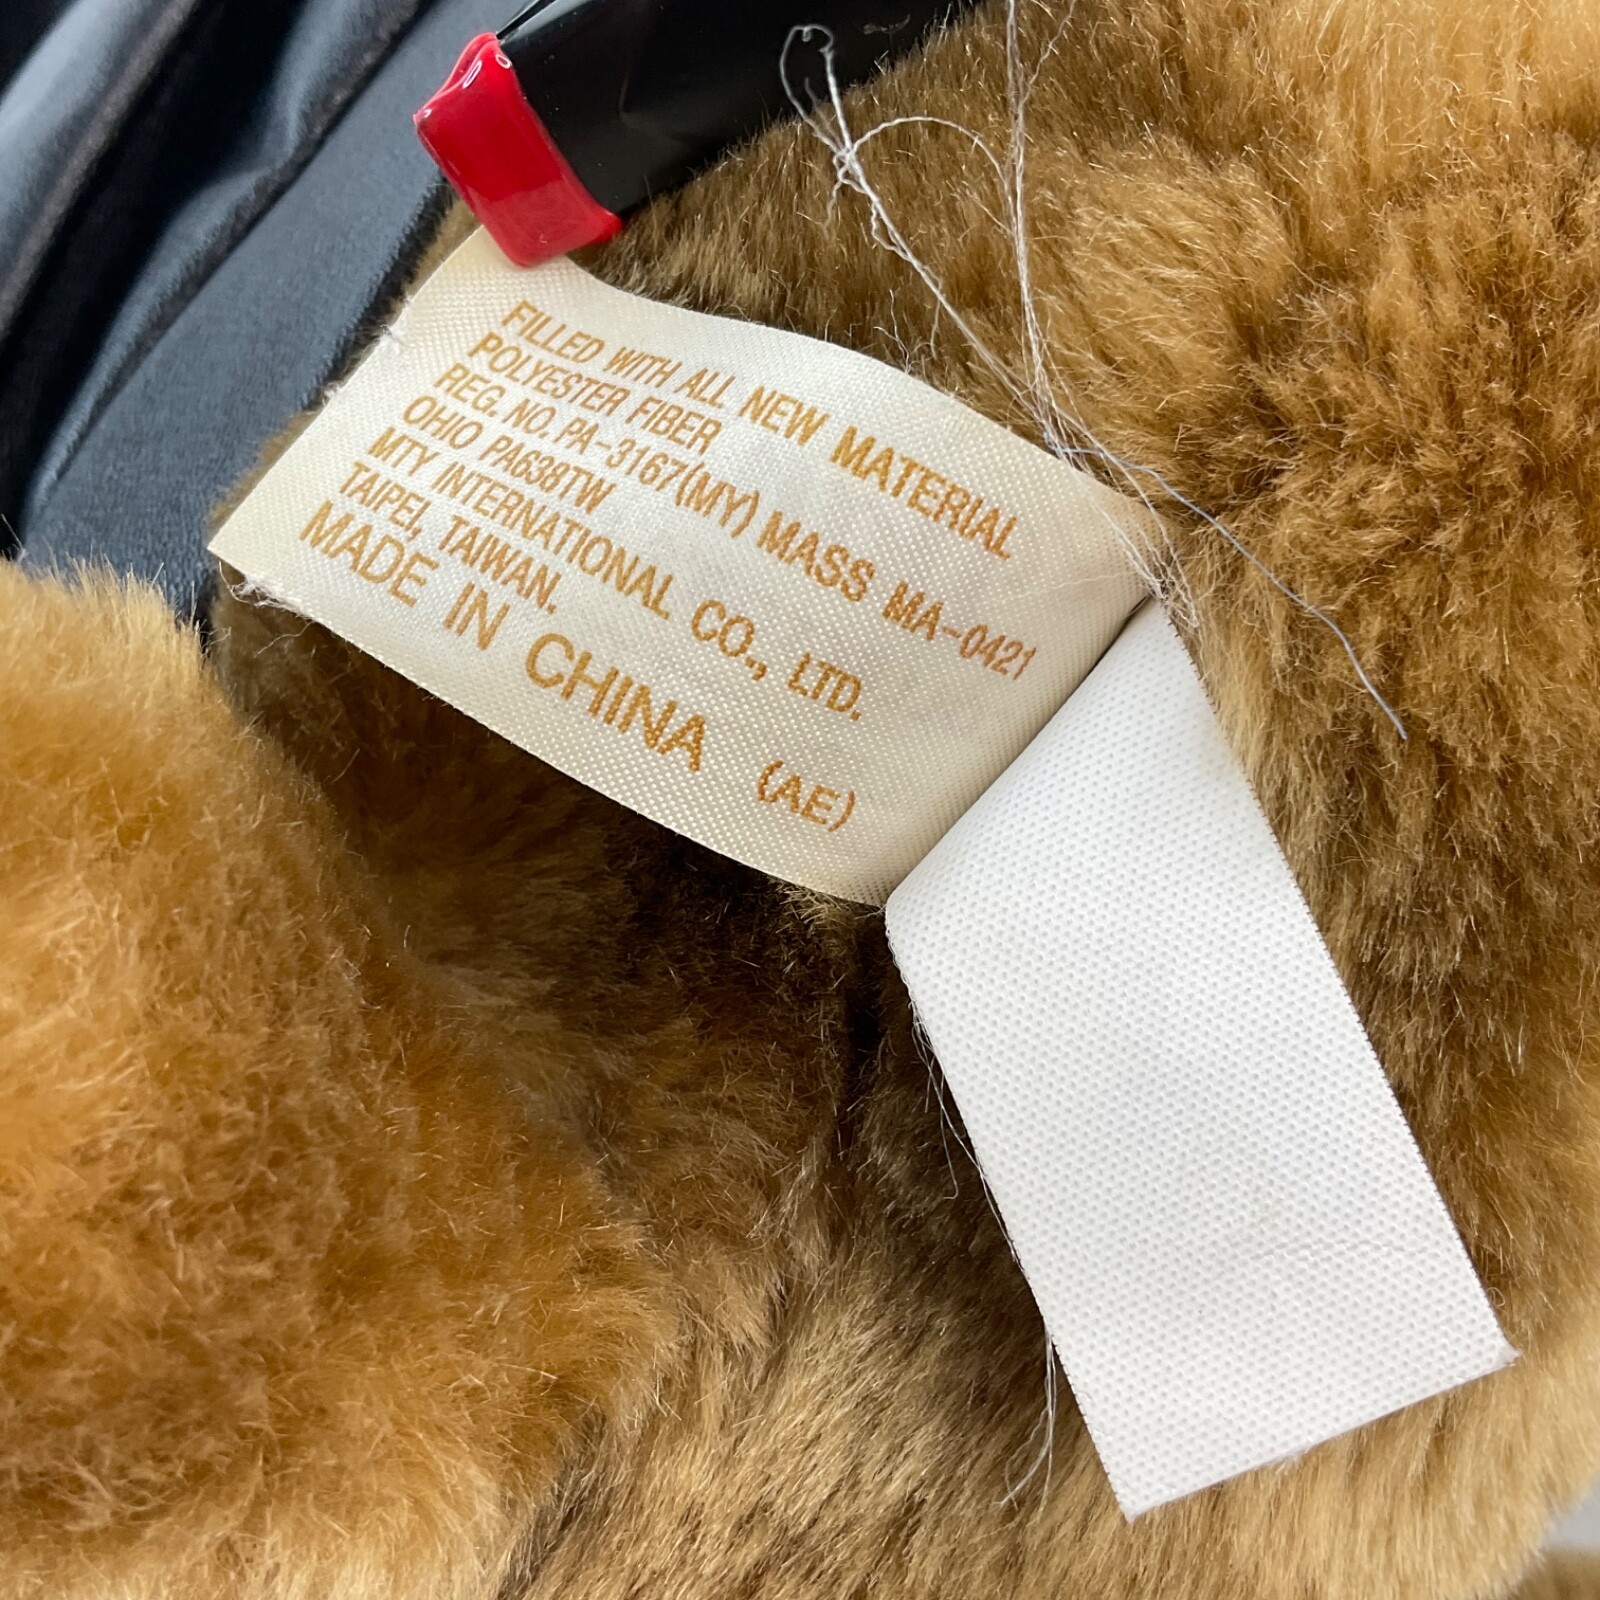 FILLED WITH ALL NEW MATERIAL
POLYESTER FIBER
REG. NO. PA-3167(MY) MASS MA-0421
OHIO PA638TW
MTY INTERNATIONAL CO., LTD.
TAIPEI, TAIWAN.
MADE IN CHINA
(AE)